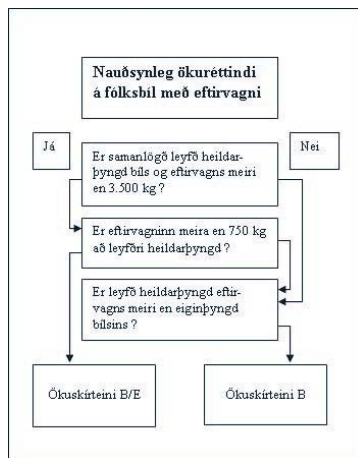 Nauðsynleg ökuréttindi
á fólksbíl með eftirvagni
Já
Nei
Er samanlögð leyfð heildar-
þyngd bíls og eftirvagns meiri
en 3.500 kg ?
Er eftirvagninn meira en 750 kg
að leyfðri heildarþyngd ?
Er leyfð heildarþyngd eftir-
vagns meiri en eiginþyngd
bílsins ?
Ökuskírteini B/E
Ökuskírteini B